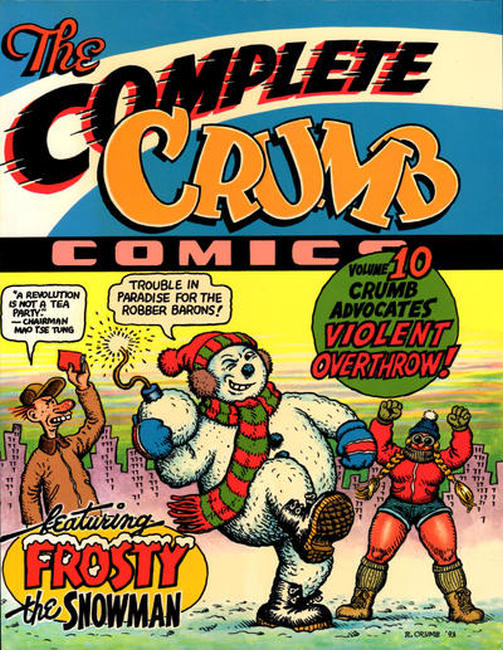 The
COMPLETE
CRUMB
COMICS
VOLUME 10
CRUMB
ADVOCATES
VIOLENT
OVERTHROW!
"A REVOLUTION
IS NOT A TEA
PARTY."
—CHAIRMAN
MAO TSE TUNG
TROUBLE IN
PARADISE FOR THE
ROBBER BARONS!
featuring
FROSTY
the SNOWMAN
R. CRUMB '93